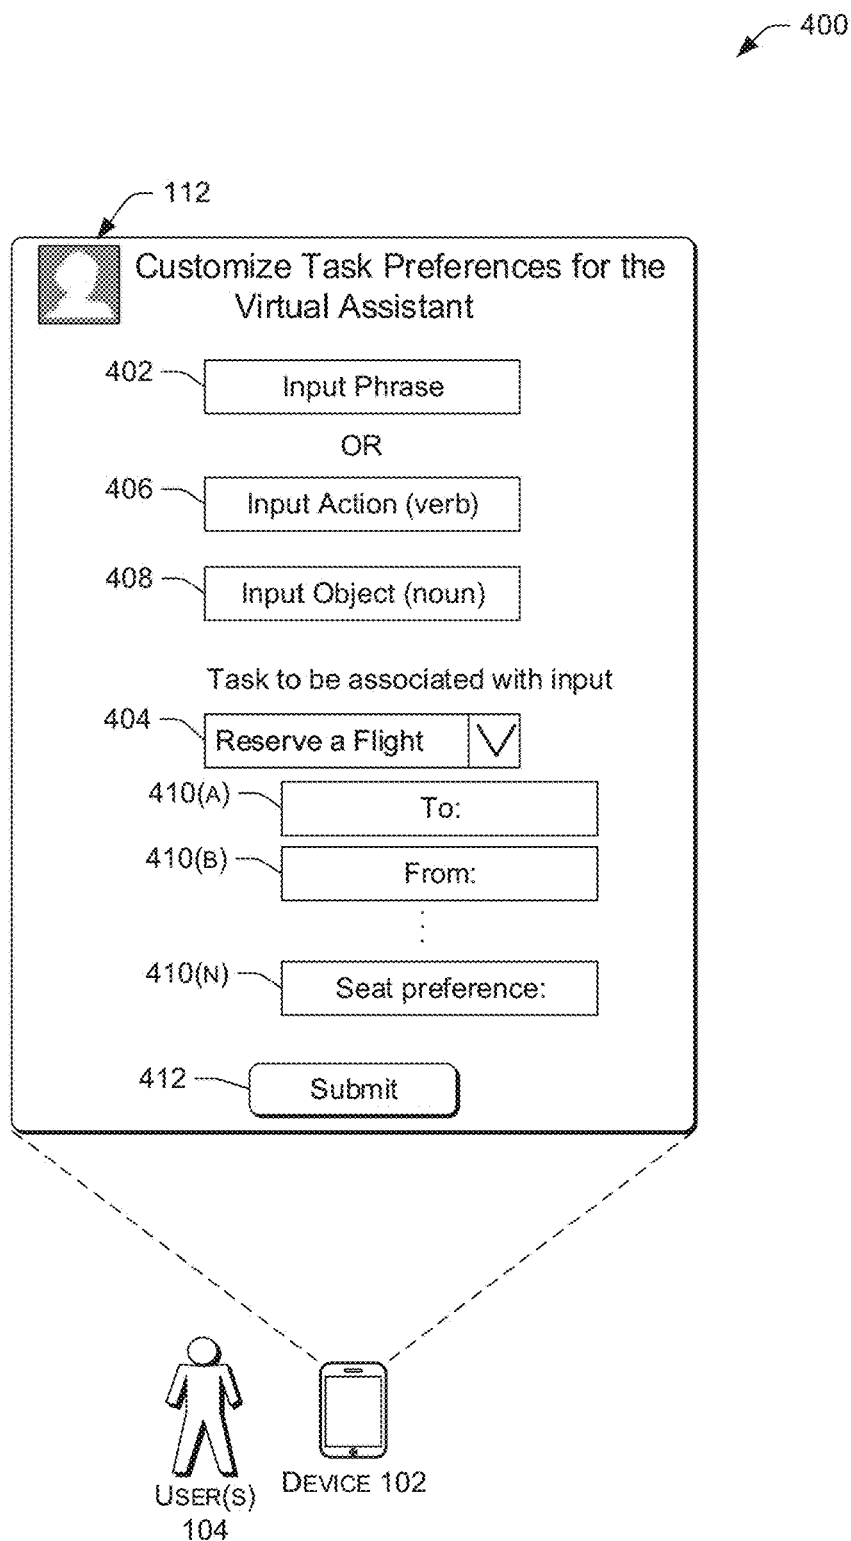 400
112
Customize Task Preferences for the
Virtual Assistant
402
Input Phrase
OR
406
Input Action (verb)
408
Input Object (noun)
Task to be associated with input
404
Reserve a Flight
410(A)
To:
410(B)
From:
410(N)
Seat preference:
412
Submit
USER(S)
104
DEVICE 102